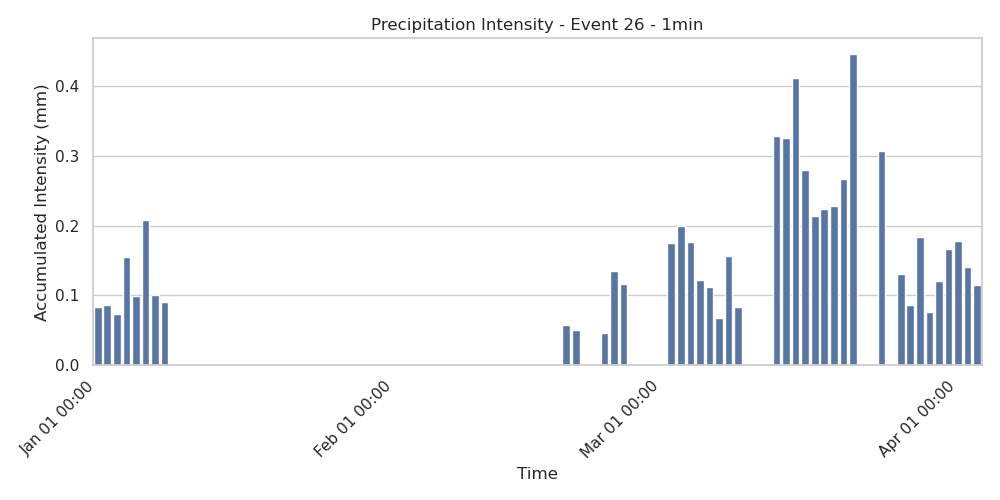 Precipitation Intensity - Event 26 - 1min
Accumulated Intensity (mm)
0.4
0.3
0.2
0.1
0.0
Jan 01 00:00
Feb 01 00:00
Mar 01 00:00
Apr 01 00:00
Time